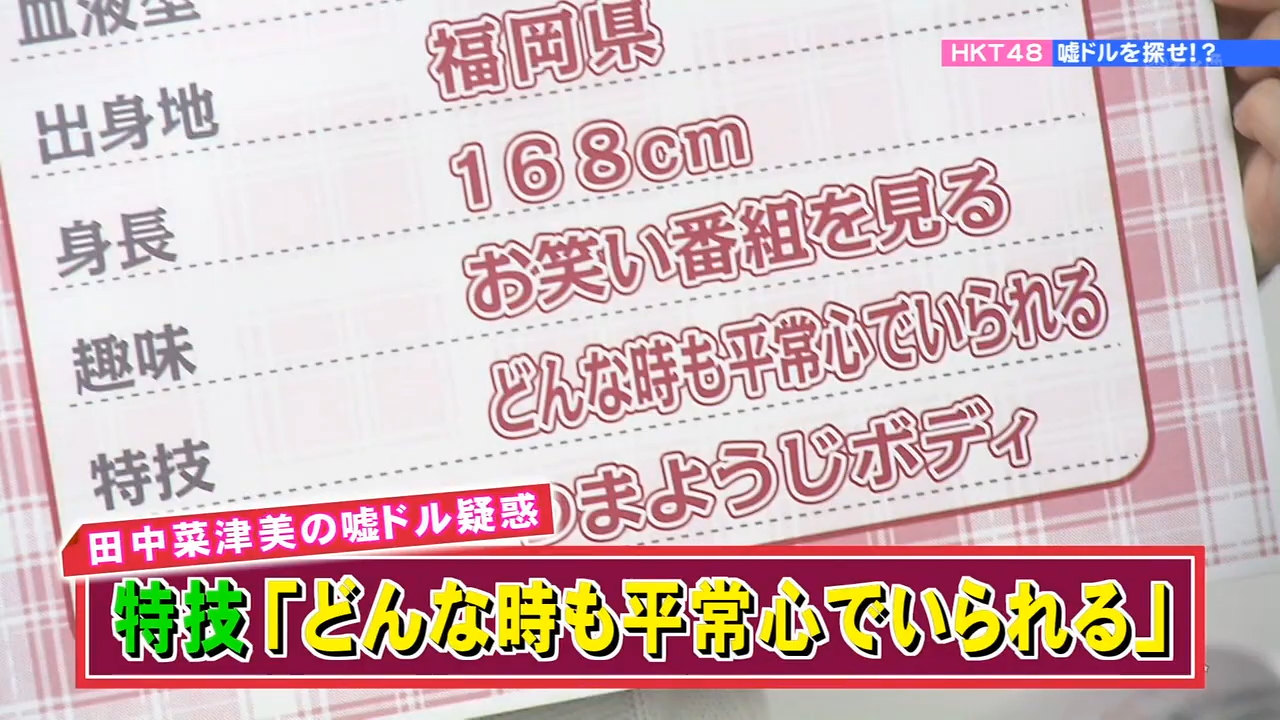 血液型
出身地 福岡県
身長 168cm
趣味 お笑い番組を見る
特技 どんな時も平常心でいられる
つまようじボディ
HKT48 嘘ドルを探せ!?
田中菜津美の嘘ドル疑惑
特技「どんな時も平常心でいられる」